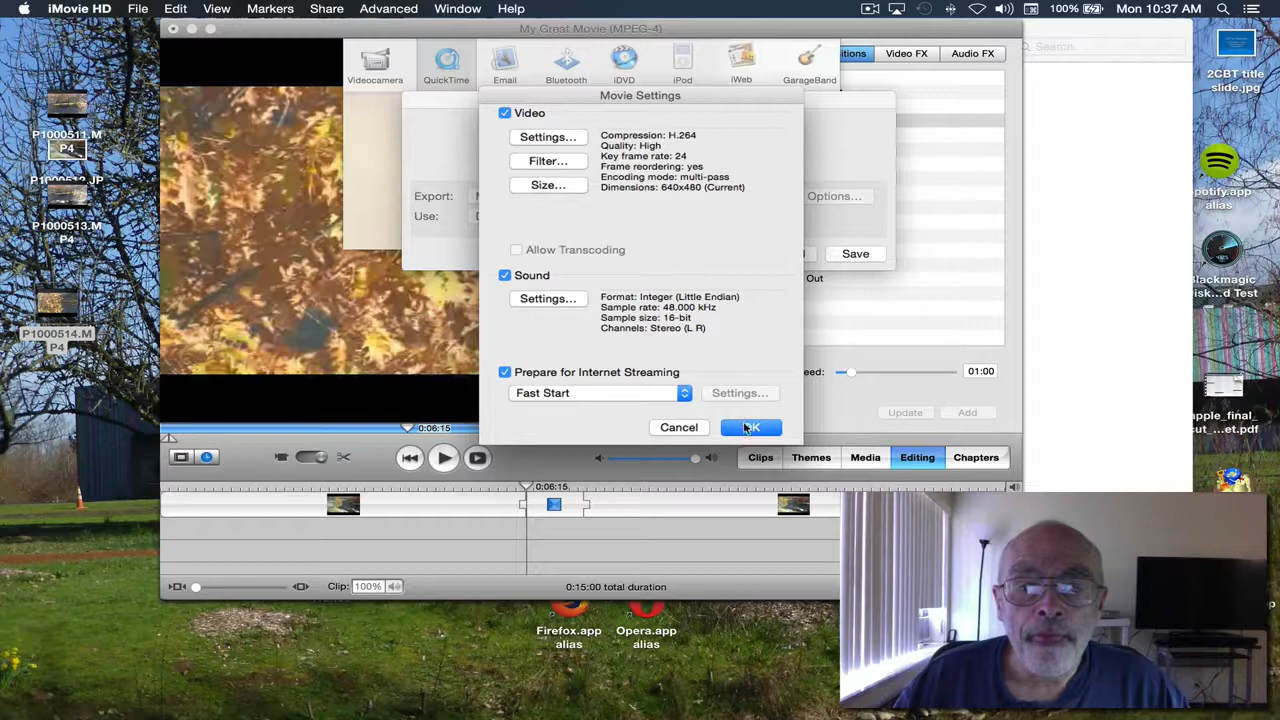 iMovie HD File Edit View Markers Share Advanced Window Help 100% Mon 10:37 AM
My Great Movie (MPEG-4)
Videocamera QuickTime Email Bluetooth iDVD iPod iWeb GarageBand
itions Video FX Audio FX
Search
2CBT title
slide.jpg
P1000511.M
P4
P1000512.JP
P1000513.M
P4
P1000514.M
P4
Movie Settings
Video
Settings...
Filter...
Size...
Compression: H.264
Quality: High
Key frame rate: 24
Frame reordering: yes
Encoding mode: multi-pass
Dimensions: 640x480 (Current)
Export:
Use:
Options...
Save
Allow Transcoding
Sound
Settings...
Format: Integer (Little Endian)
Sample rate: 48.000 kHz
Sample size: 16-bit
Channels: Stereo (L R)
Prepare for Internet Streaming
Fast Start
Settings...
Cancel
Out
eed: 01:00
Update Add
potify.app
alias
Blackmagic
isk...d Test
apple_final_
cut_...et.pdf
0:06:15
Clips Themes Media Editing Chapters
0:06:15
Clip: 100%
0:15:00 total duration
Firefox.app
alias
Opera.app
alias